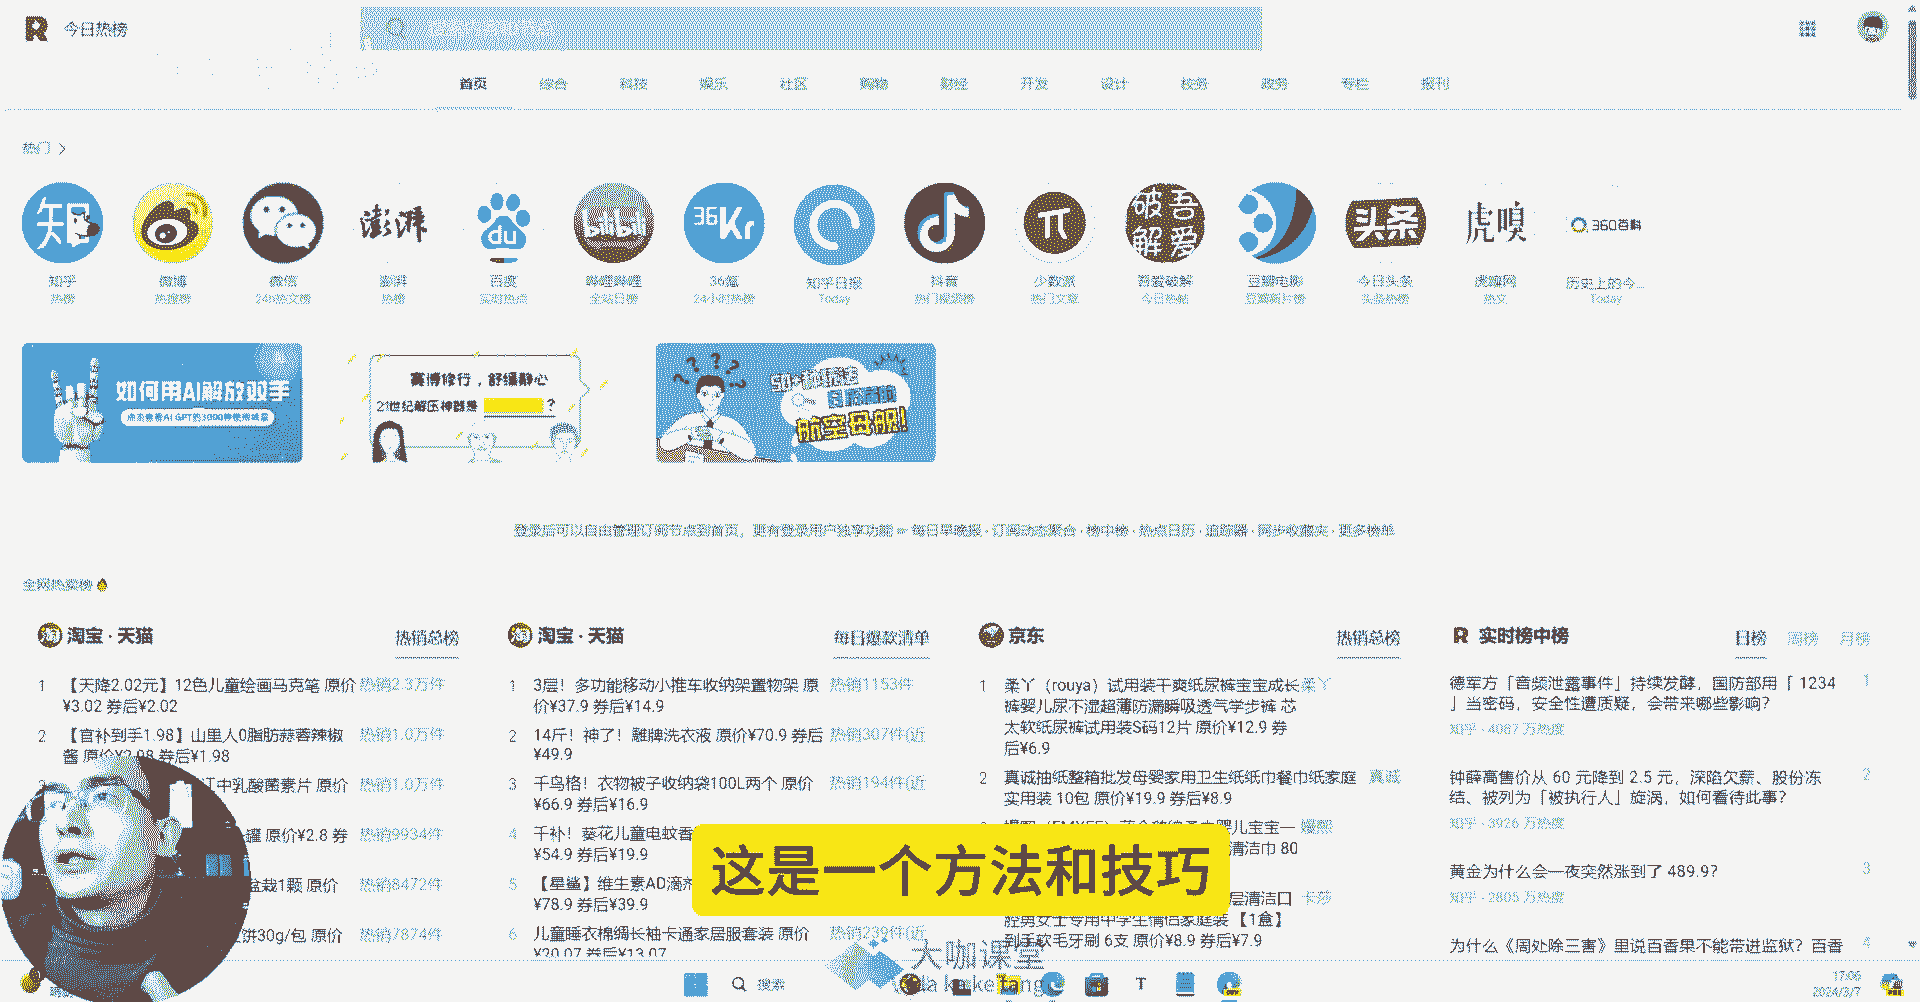 今日热榜
首页 综合 科技 娱乐 社区 购物 财经 开发 设计 校务 政务 专栏 报刊
热门 >
知
澎湃
du
bilibili
36Kr
π
吾爱破解
头条
虎嗅
360百科
知乎
热榜
微博
热搜榜
微信
24h热文榜
澎湃
热榜
百度
实时热点
哔哩哔哩
全站日榜
36氪
24小时热榜
知乎日报
Today
抖音
少数派
热门文章
吾爱破解
今日热帖
豆瓣电影
今日头条
头条热榜
虎嗅网
热文
历史上的今...
Today
如何用AI解放双手
赛博修行，舒缓静心
21世纪解压神器是 ？
航空母舰!
登录后可以自由管理订阅节点到首页，更有登录用户独享功能
每日早晚报 · 订阅动态聚合 · 榜中榜 · 热点日历 · 追踪器 · 同步收藏夹 · 更多榜单
淘宝 · 天猫 热销总榜
1 【天降2.02元】12色儿童绘画马克笔 原价 热销2.3万件
¥3.02 券后¥2.02
2 【官补到手1.98】山里人0脂肪蒜蓉辣椒 热销1.0万件
酱 原价¥3.98 券后¥1.98
江中乳酸菌素片 原价 热销1.0万件
罐 原价¥2.8 券 热销9934件
盆栽1颗 原价 热销8472件
饼30g/包 原价 热销7874件
淘宝 · 天猫 每日爆款清单
1 3层！多功能移动小推车收纳架置物架 原 热销1153件
价¥37.9 券后¥14.9
2 14斤！神了！雕牌洗衣液 原价¥70.9 券后 热销307件(近
¥49.9
3 千鸟格！衣物被子收纳袋100L两个 原价 热销194件(近
¥66.9 券后¥16.9
4 千补！葵花儿童电蚊香
¥54.9 券后¥19.9
5 【星鲨】维生素AD滴剂
¥78.9 券后¥39.9
6 儿童睡衣棉绸长袖卡通家居服套装 原价 热销239件(近
¥20.07 券后¥13.07
京东 热销总榜
1 柔丫（rouya）试用装干爽纸尿裤宝宝成长 柔丫
裤婴儿尿不湿超薄防漏瞬吸透气学步裤 芯
太软纸尿裤试用装S码12片 原价¥12.9 券
后¥6.9
2 真诚抽纸整箱批发母婴家用卫生纸纸巾餐巾纸家庭 真诚
实用装 10包 原价¥19.9 券后¥8.9
婴儿宝宝一 嫚熙
清洁巾 80
层清洁口 卡莎
腔男女士专用中学生情侣家庭装 【1盒】
到手软毛牙刷 6支 原价¥8.9 券后¥7.9
实时榜中榜 日榜 周榜 月榜
德军方「音频泄露事件」持续发酵，国防部用「 1234 1
」当密码，安全性遭质疑，会带来哪些影响？
知乎 · 4087 万热度
钟薛高售价从 60 元降到 2.5 元，深陷欠薪、股份冻 2
结、被列为「被执行人」旋涡，如何看待此事？
知乎 · 3926 万热度
黄金为什么会一夜突然涨到了 489.9？ 3
知乎 · 2805 万热度
为什么《周处除三害》里说百香果不能带进监狱？百香 4
这是一个方法和技巧
大咖课堂
da ka ke tang
搜索
17:06
2024/3/7